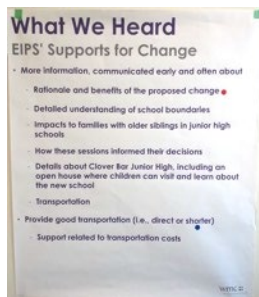 What We Heard
EIPS' Supports for Change
• More information, communicated early and often about
- Rationale and benefits of the proposed change
- Detailed understanding of school boundaries
- Impacts to families with older siblings in junior high
schools
- How these sessions informed their decisions
- Details about Clover Bar Junior High, including an
open house where children can visit and learn about
the new school
- Transportation
• Provide good transportation (i.e., direct or shorter)
- Support related to transportation costs